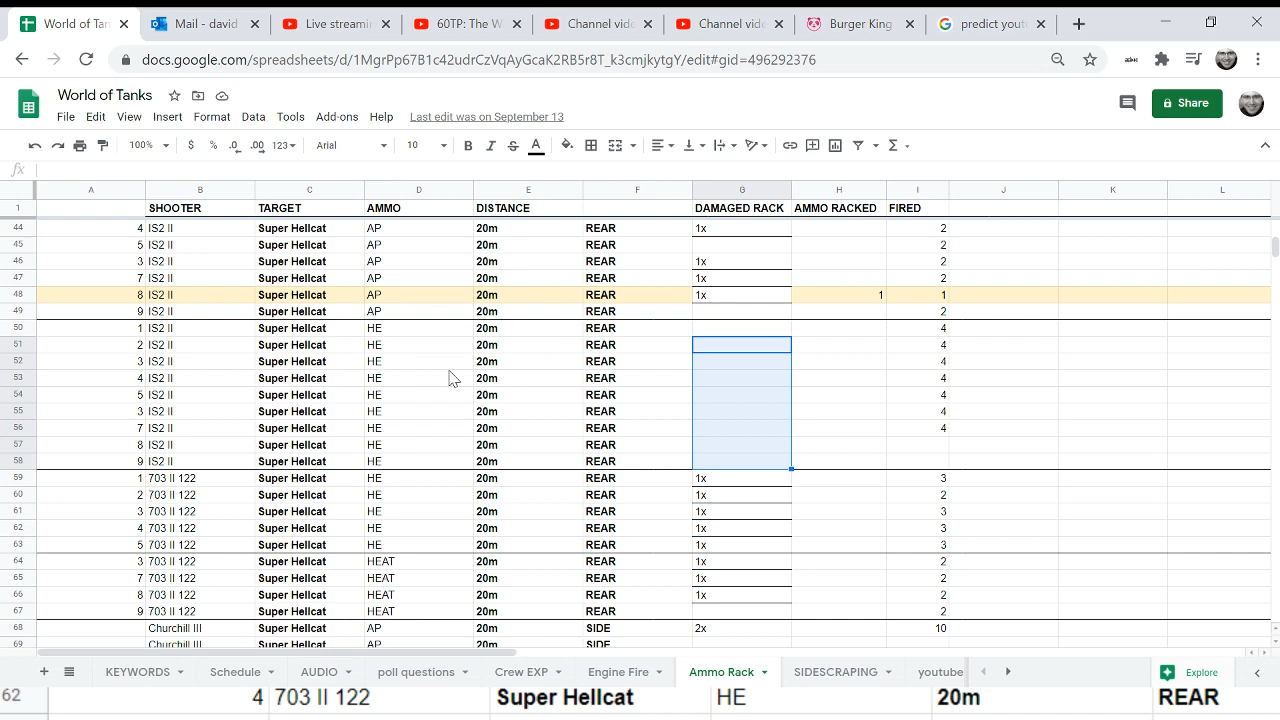 World of Tanks
Mail - david
Live streami
60TP: The W
Channel vide
Channel vide
Burger King
predict yout
docs.google.com/spreadsheets/d/1MgrPp67B1c42udrCzVqAyGcaK2RB5r8T_k3cmjkytgY/edit#gid=496292376
World of Tanks
File Edit View Insert Format Data Tools Add-ons Help Last edit was on September 13
Share
100% $ % .0 .00 123 Arial 10 B I S A
fx
A B C D E F G H I J K L
1 SHOOTER TARGET AMMO DISTANCE DAMAGED RACK AMMO RACKED FIRED
44 4 IS2 II Super Hellcat AP 20m REAR 1x 2
45 5 IS2 II Super Hellcat AP 20m REAR 2
46 3 IS2 II Super Hellcat AP 20m REAR 1x 2
47 7 IS2 II Super Hellcat AP 20m REAR 1x 2
48 8 IS2 II Super Hellcat AP 20m REAR 1x 1 1
49 9 IS2 II Super Hellcat AP 20m REAR 2
50 1 IS2 II Super Hellcat HE 20m REAR 4
51 2 IS2 II Super Hellcat HE 20m REAR 4
52 3 IS2 II Super Hellcat HE 20m REAR 4
53 4 IS2 II Super Hellcat HE 20m REAR 4
54 5 IS2 II Super Hellcat HE 20m REAR 4
55 3 IS2 II Super Hellcat HE 20m REAR 4
56 7 IS2 II Super Hellcat HE 20m REAR 4
57 8 IS2 II Super Hellcat HE 20m REAR
58 9 IS2 II Super Hellcat HE 20m REAR
59 1 703 II 122 Super Hellcat HE 20m REAR 1x 3
60 2 703 II 122 Super Hellcat HE 20m REAR 1x 2
61 3 703 II 122 Super Hellcat HE 20m REAR 1x 3
62 4 703 II 122 Super Hellcat HE 20m REAR 1x 3
63 5 703 II 122 Super Hellcat HE 20m REAR 1x 3
64 3 703 II 122 Super Hellcat HEAT 20m REAR 1x 2
65 7 703 II 122 Super Hellcat HEAT 20m REAR 1x 2
66 8 703 II 122 Super Hellcat HEAT 20m REAR 1x 2
67 9 703 II 122 Super Hellcat HEAT 20m REAR 2
68 Churchill III Super Hellcat AP 20m SIDE 2x 10
69 Churchill III Super Hellcat AP 20m SIDE
KEYWORDS Schedule AUDIO poll questions Crew EXP Engine Fire Ammo Rack SIDESCRAPING youtube Explore
62 4 703 II 122 Super Hellcat HE 20m REAR